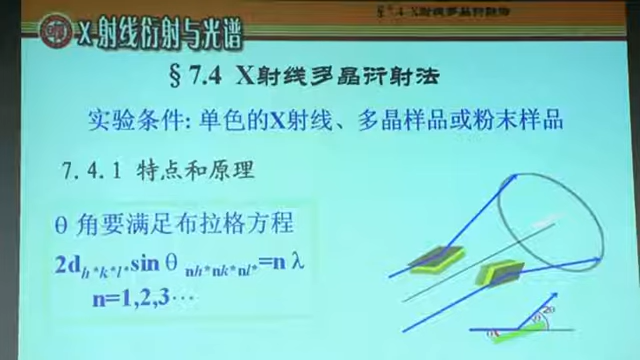 §7.4 X射线多晶衍射法
X-射线衍射与光谱
§7.4 X射线多晶衍射法
实验条件: 单色的X射线、多晶样品或粉末样品
7.4.1 特点和原理
θ角要满足布拉格方程
2d h*k*l* sin θ nh*nk*nl* =n λ
n=1,2,3…